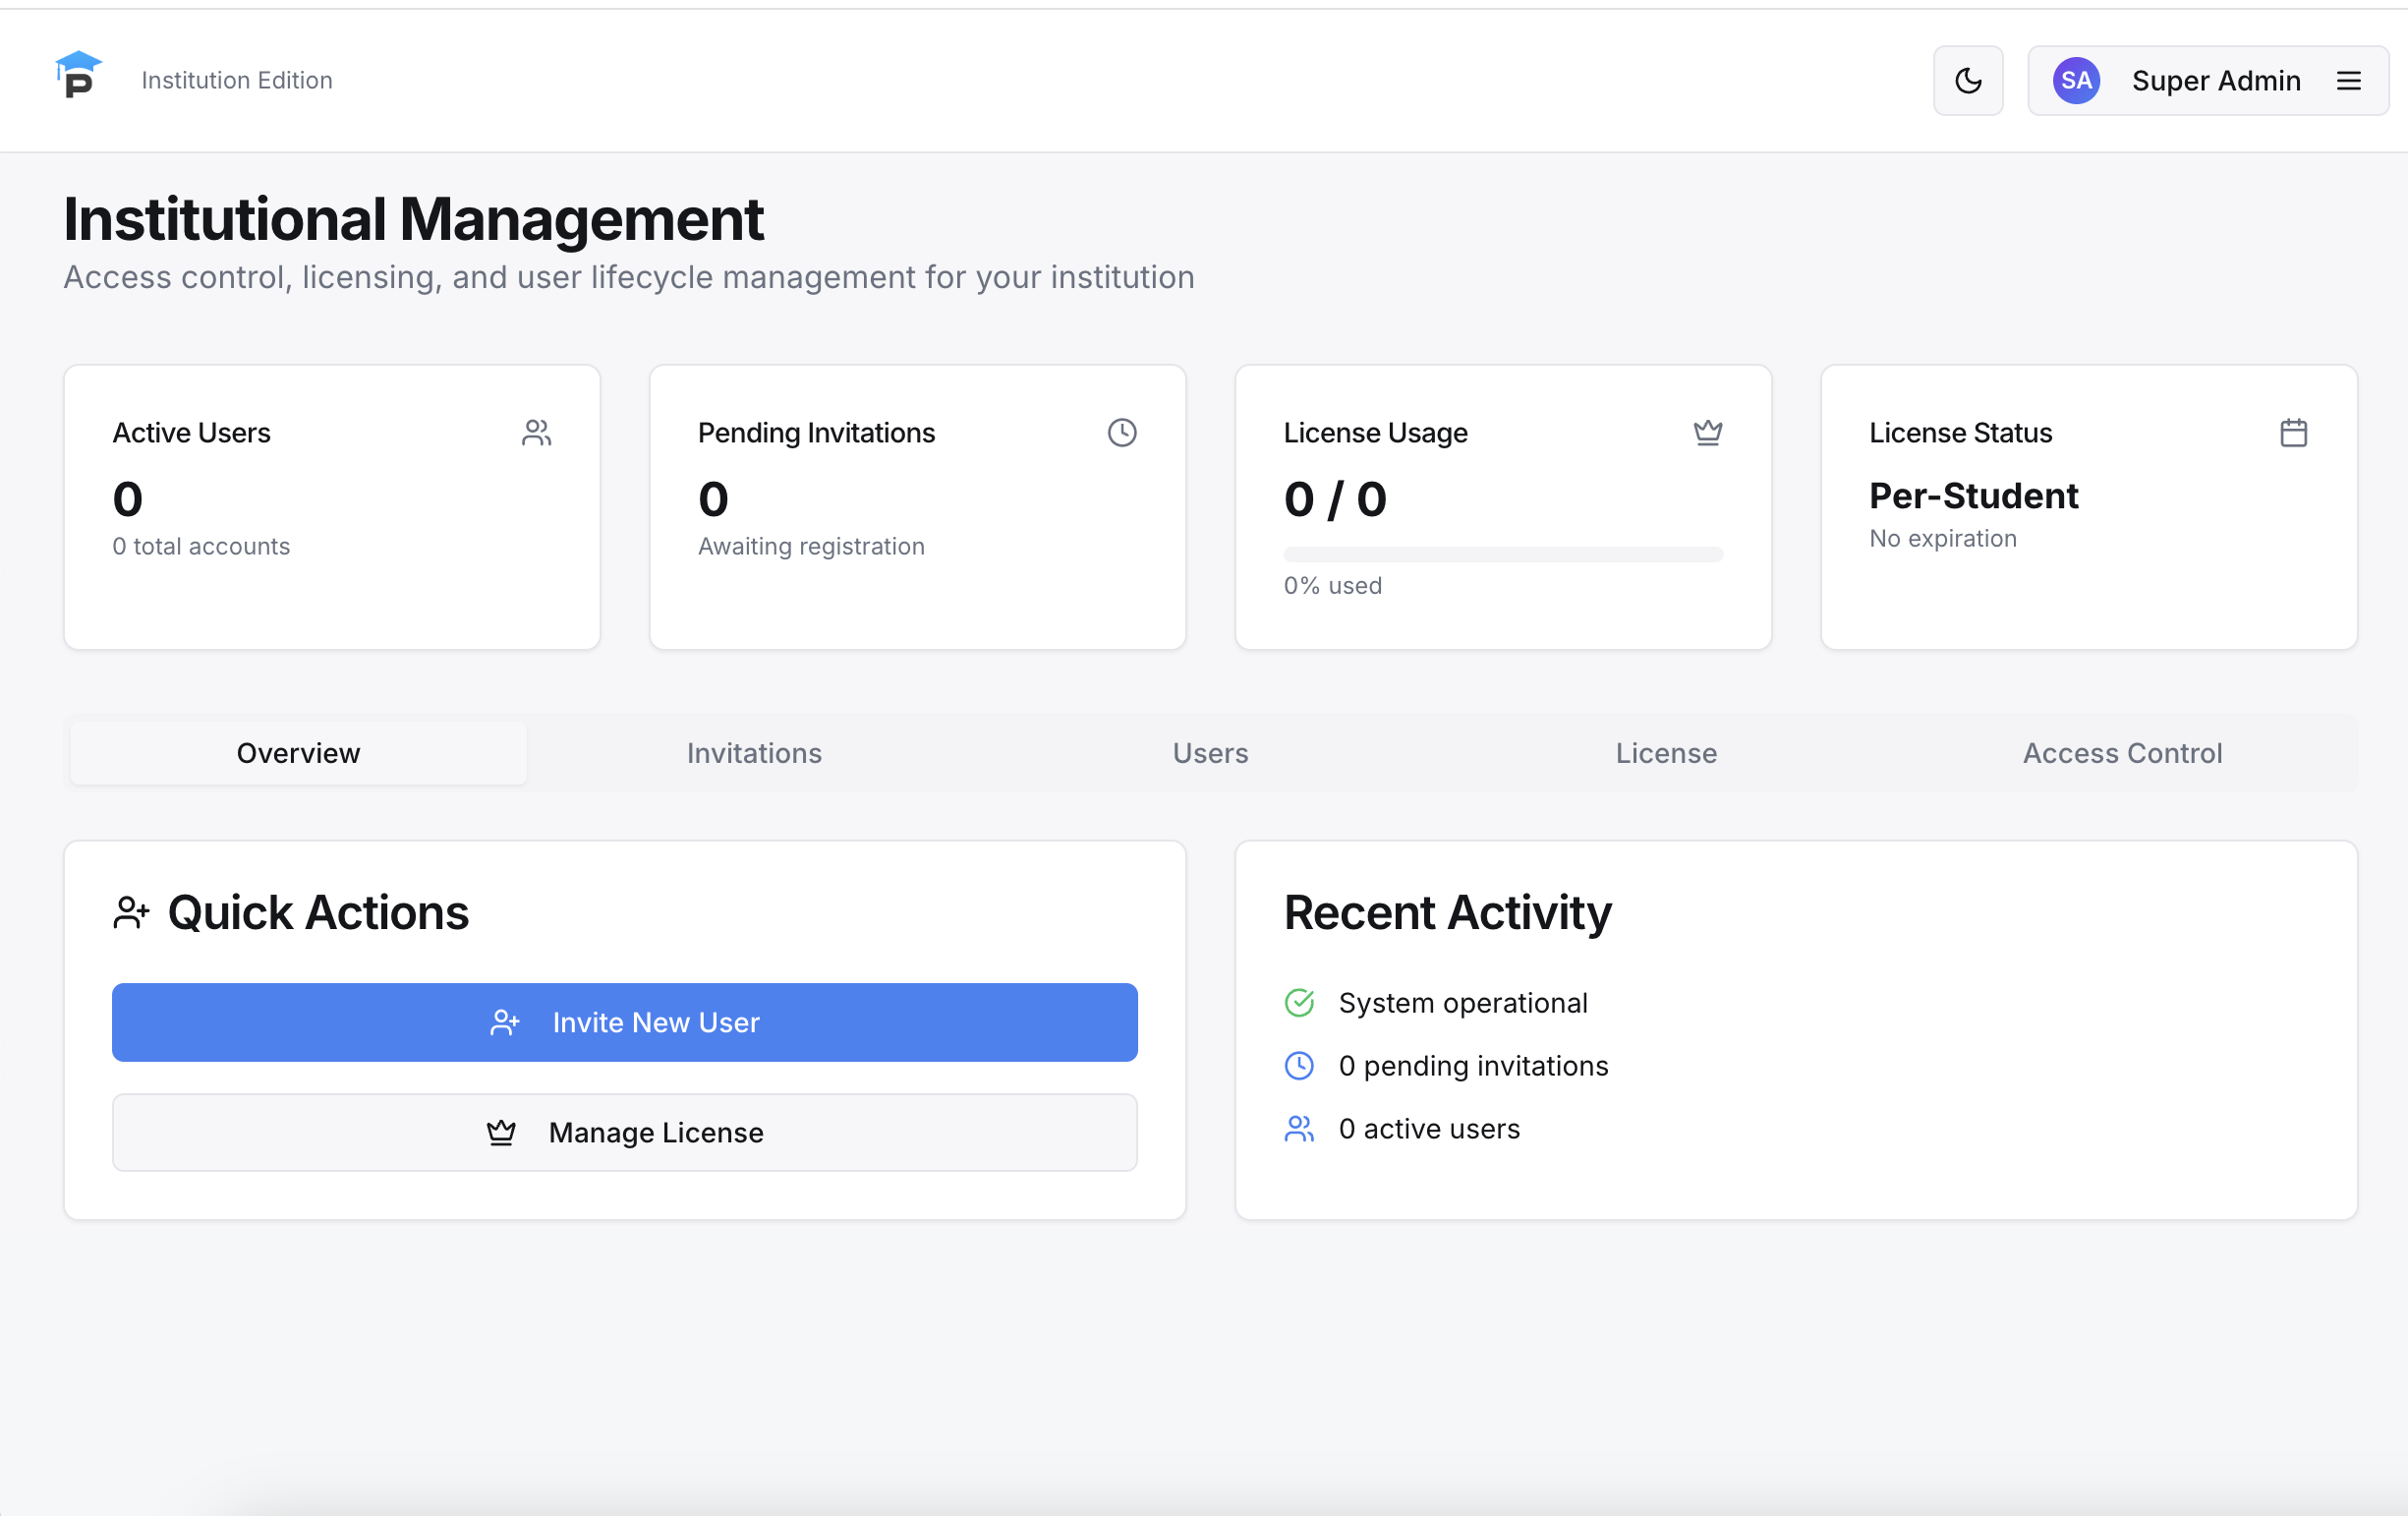 P
Institution Edition
SA
Super Admin
Institutional Management
Access control, licensing, and user lifecycle management for your institution
Active Users
0
0 total accounts
Pending Invitations
0
Awaiting registration
License Usage
0 / 0
0% used
License Status
Per-Student
No expiration
Overview
Invitations
Users
License
Access Control
Quick Actions
Invite New User
Manage License
Recent Activity
System operational
0 pending invitations
0 active users